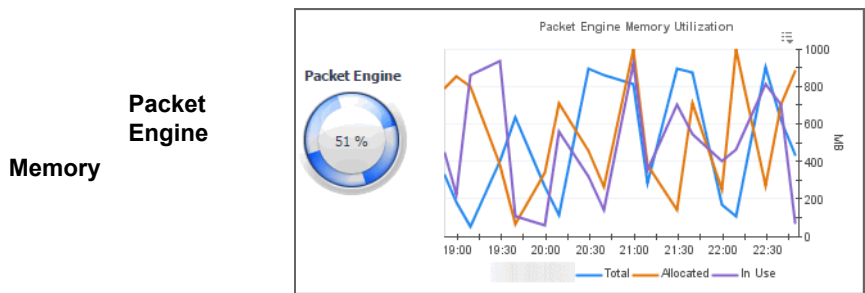 Memory
Packet
Engine
Packet Engine
51 %
Packet Engine Memory Utilization
1000
800
600
400
200
0
MB
19:00 19:30 20:00 20:30 21:00 21:30 22:00 22:30
Total Allocated In Use